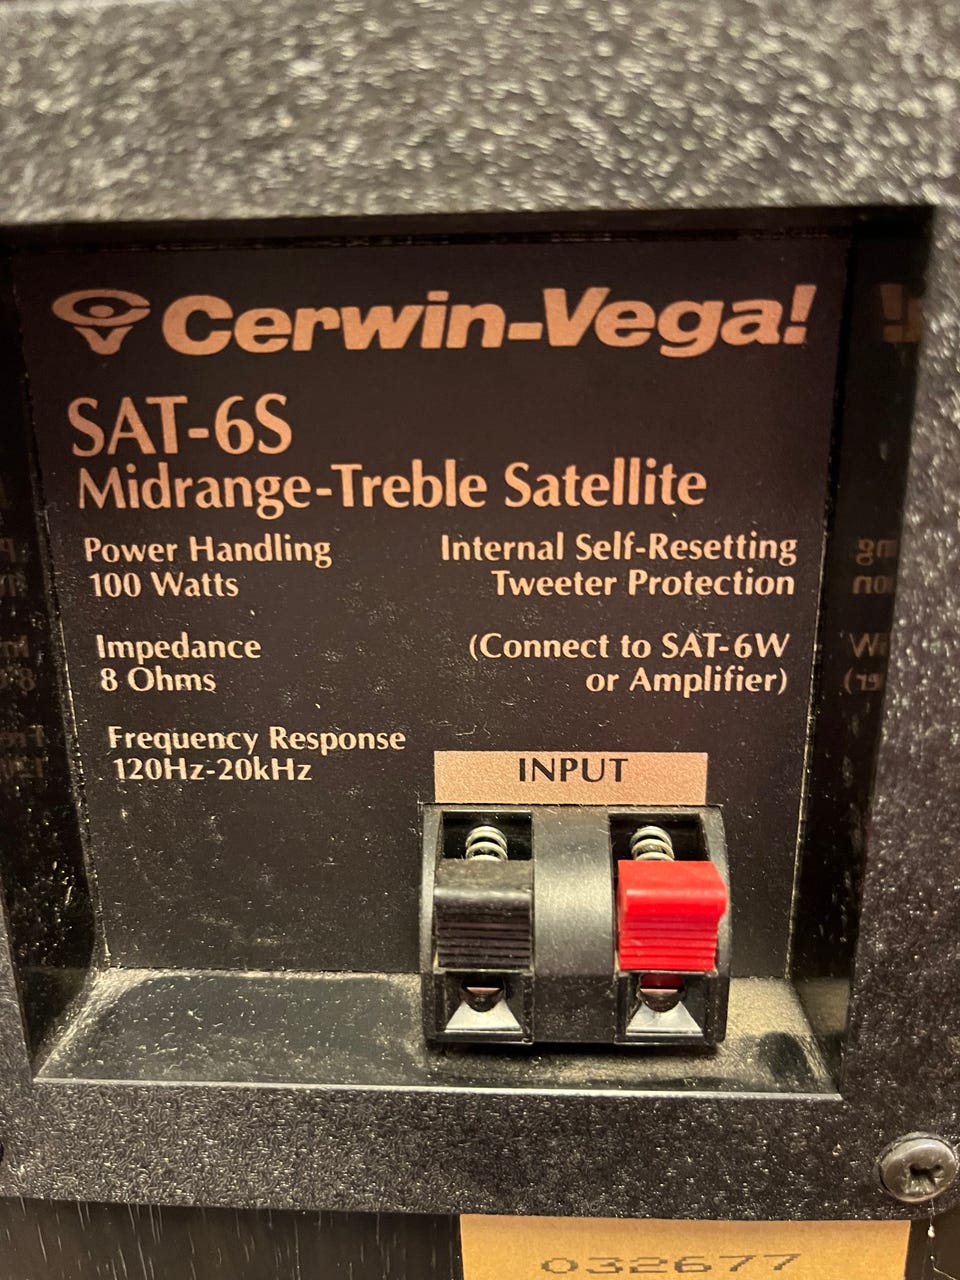 Cerwin-Vega!
SAT-6S
Midrange-Treble Satellite
Power Handling
100 Watts
Internal Self-Resetting
Tweeter Protection
Impedance
8 Ohms
(Connect to SAT-6W
or Amplifier)
Frequency Response
120Hz-20kHz
INPUT
032677